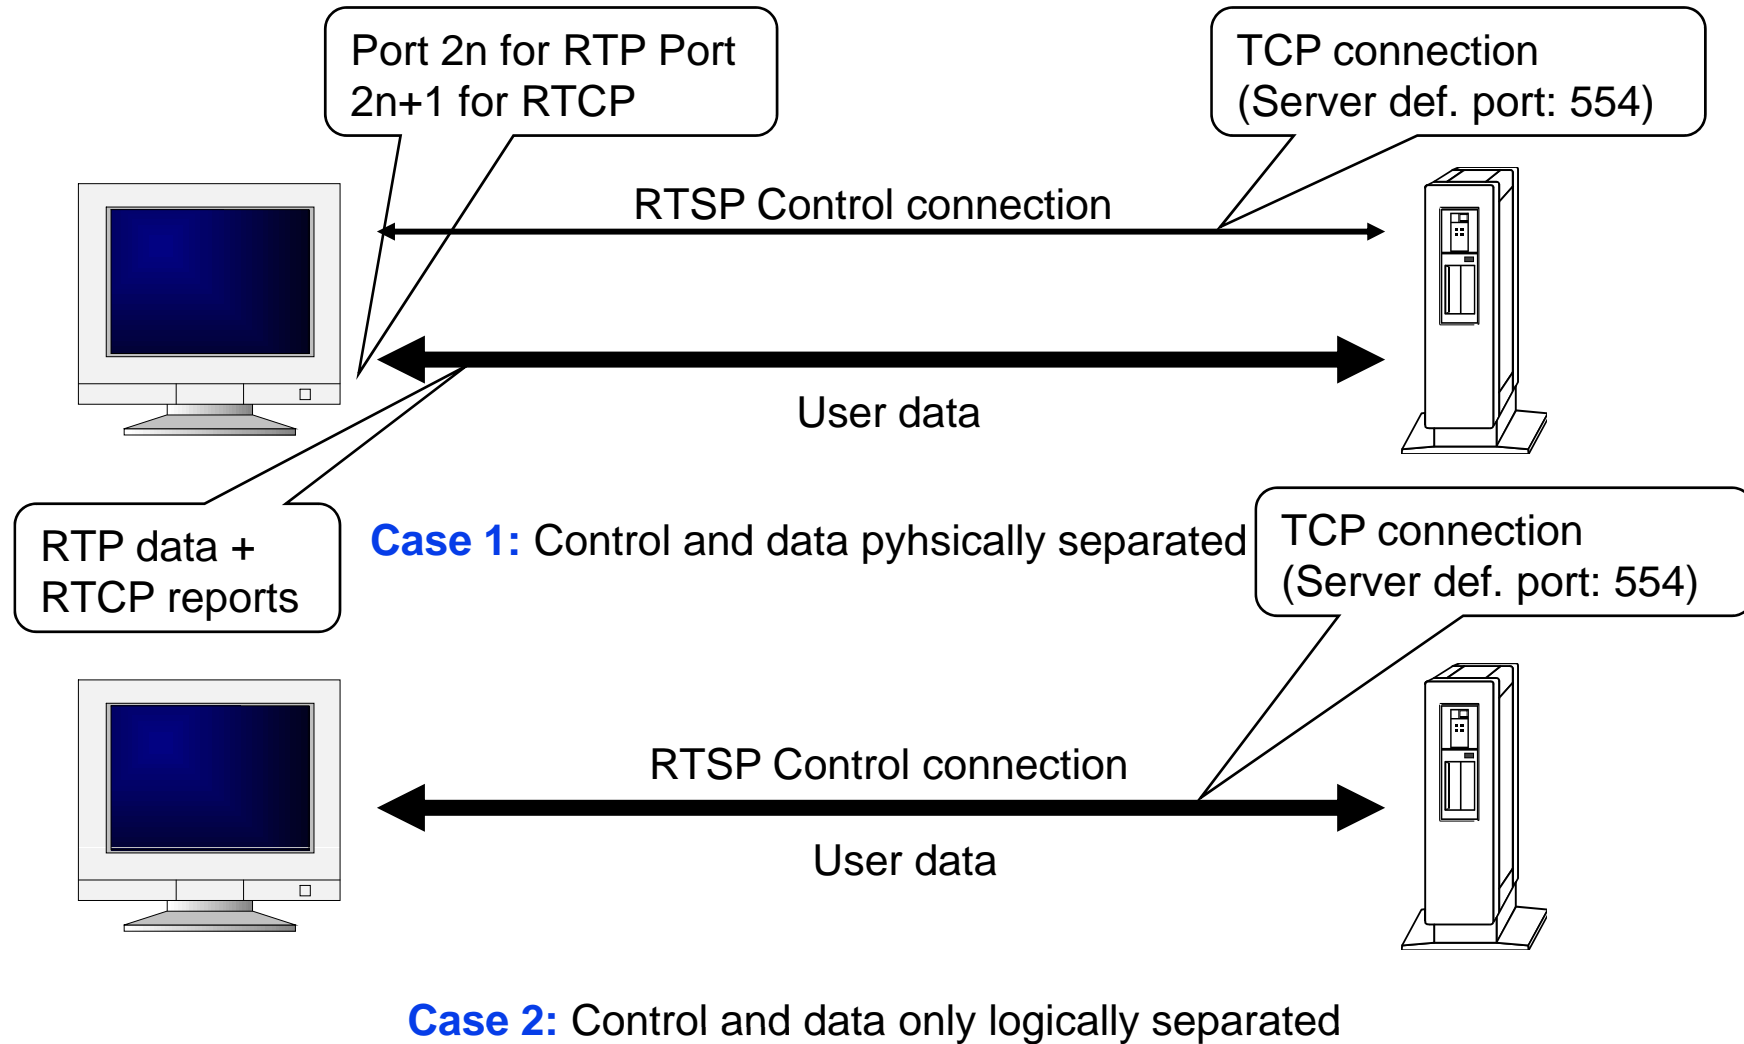 Port 2n for RTP Port
2n+1 for RTCP
TCP connection
(Server def. port: 554)
RTSP Control connection
User data
RTP data +
RTCP reports
Case 1: Control and data pyhsically separated
TCP connection
(Server def. port: 554)
RTSP Control connection
User data
Case 2: Control and data only logically separated